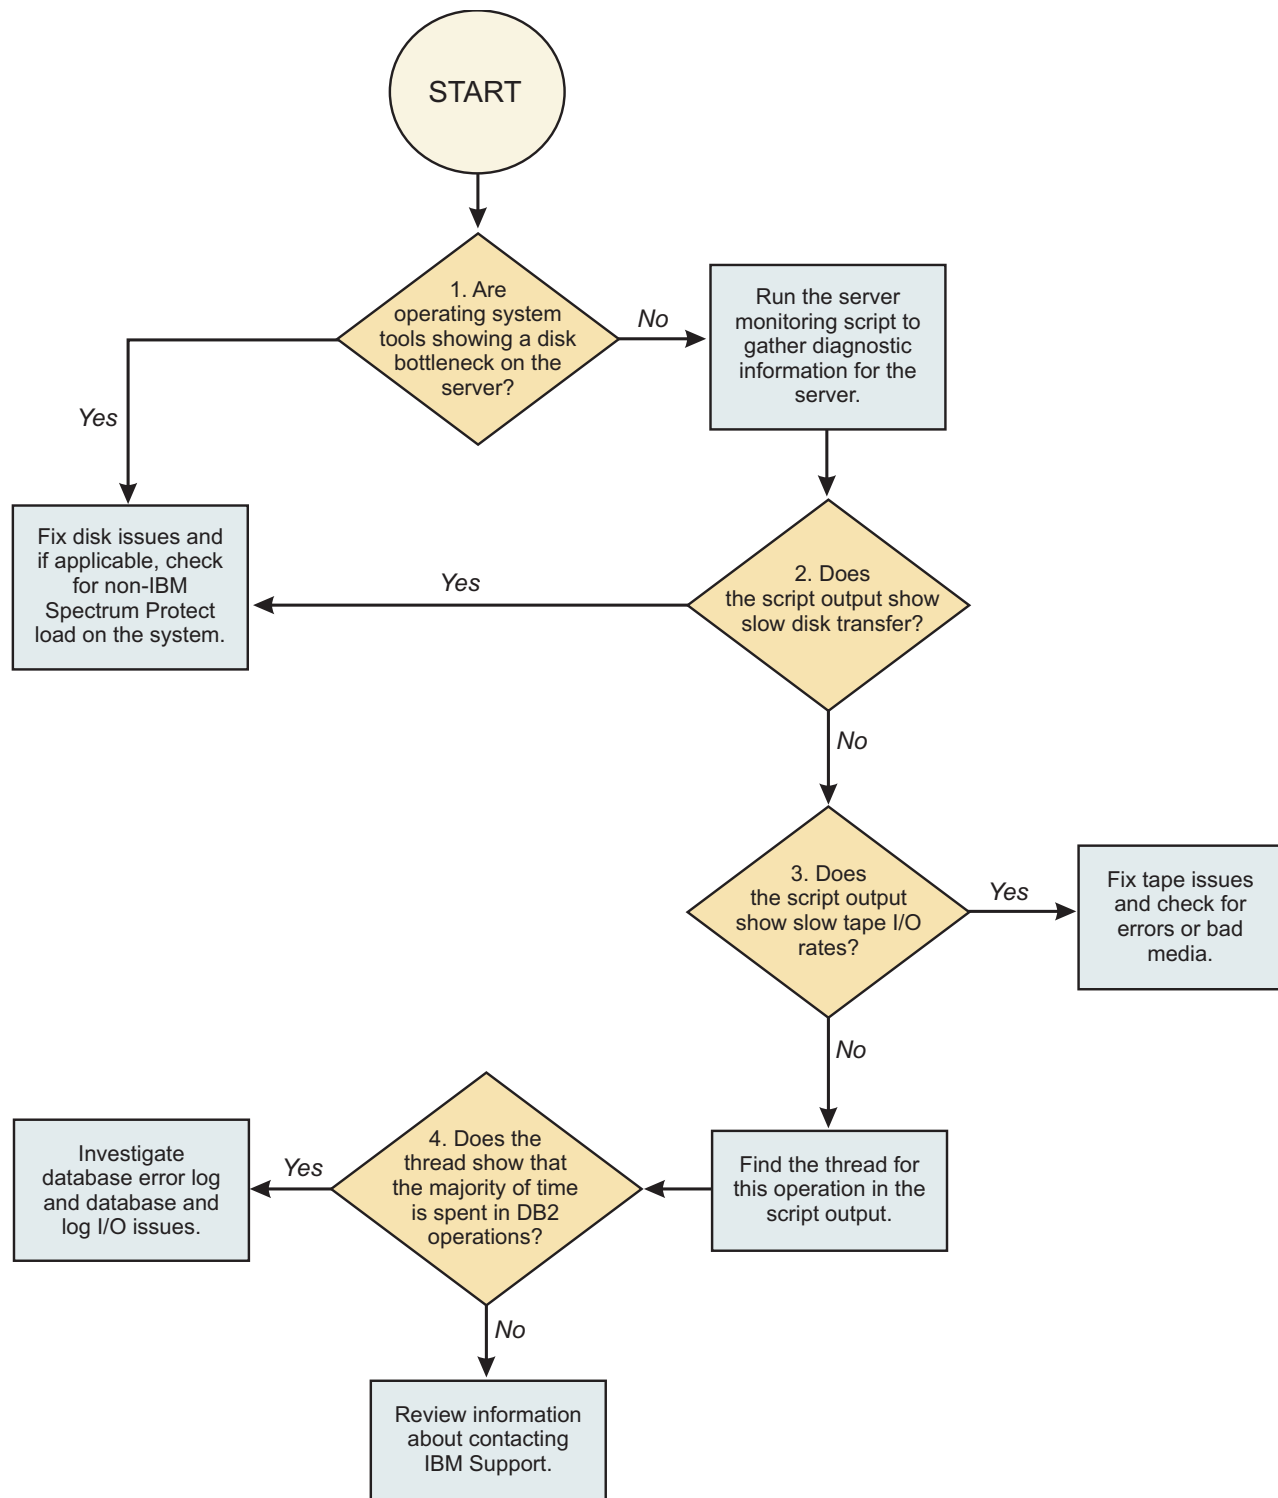 START
1. Are
operating system
tools showing a disk
bottleneck on the
server?
No
Run the server
monitoring script to
gather diagnostic
information for the
server.
Yes
Fix disk issues and
if applicable, check
for non-IBM
Spectrum Protect
load on the system.
Yes
2. Does
the script output show
slow disk transfer?
No
3. Does
the script output
show slow tape I/O
rates?
Yes
Fix tape issues
and check for
errors or bad
media.
No
Find the thread for
this operation in the
script output.
4. Does the
thread show that
the majority of time
is spent in DB2
operations?
Yes
Investigate
database error log
and database and
log I/O issues.
No
Review information
about contacting
IBM Support.